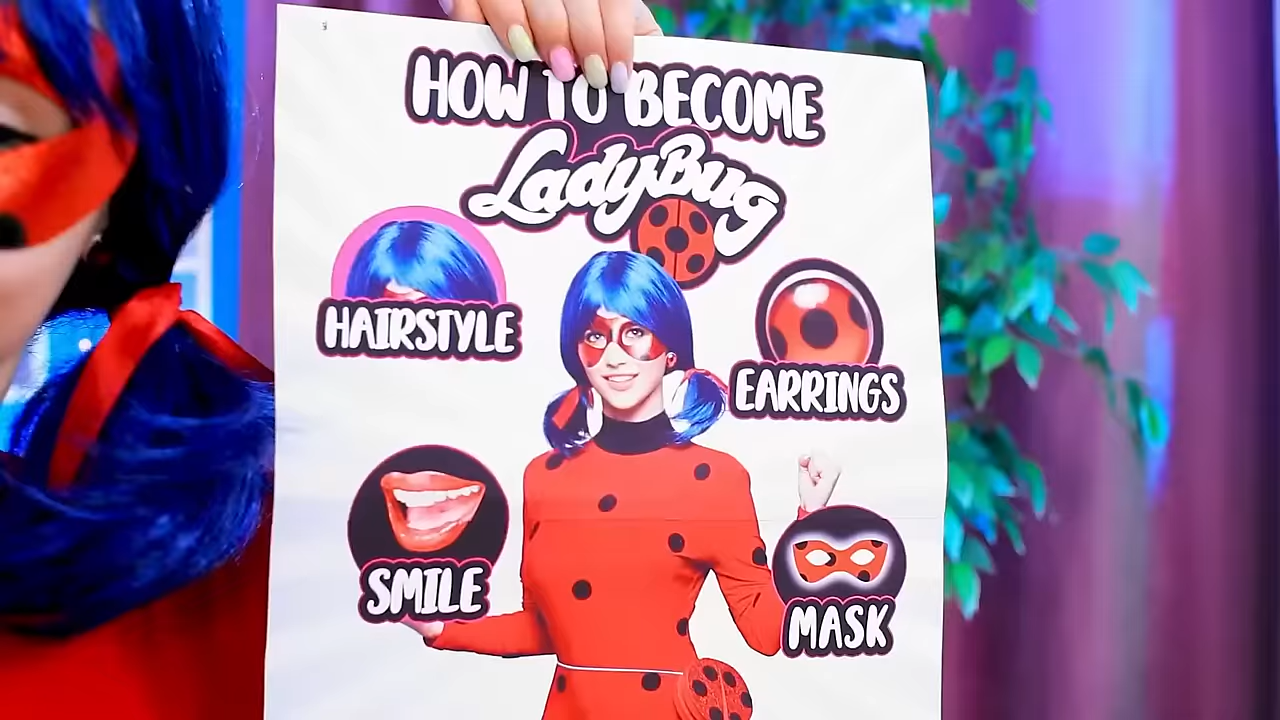 HOW TO BECOME
LadyBug
HAIRSTYLE
EARRINGS
SMILE
MASK